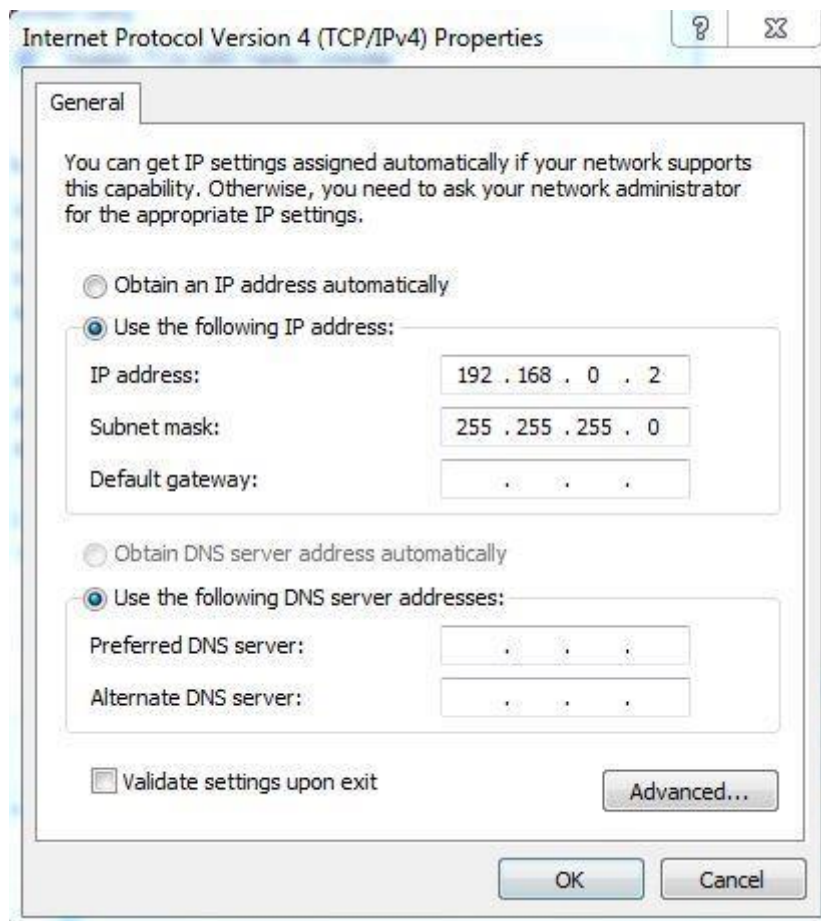 Internet Protocol Version 4 (TCP/IPv4) Properties
General
You can get IP settings assigned automatically if your network supports
this capability. Otherwise, you need to ask your network administrator
for the appropriate IP settings.
Obtain an IP address automatically
Use the following IP address:
IP address: 192 . 168 . 0 . 2
Subnet mask: 255 . 255 . 255 . 0
Default gateway: . . .
Obtain DNS server address automatically
Use the following DNS server addresses:
Preferred DNS server: . . .
Alternate DNS server: . . .
Validate settings upon exit
Advanced...
OK Cancel